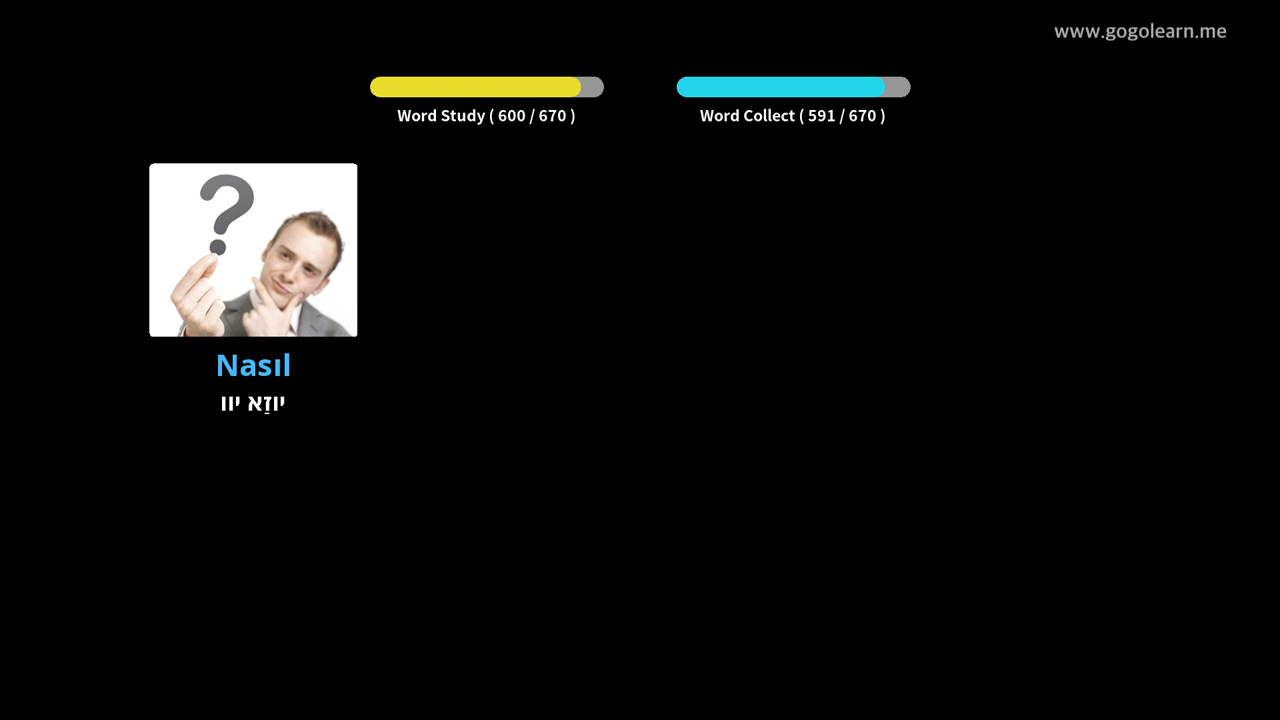 www.gogolearn.me
Word Study ( 600 / 670 )
Word Collect ( 591 / 670 )
Nasıl
יוזַא יוו